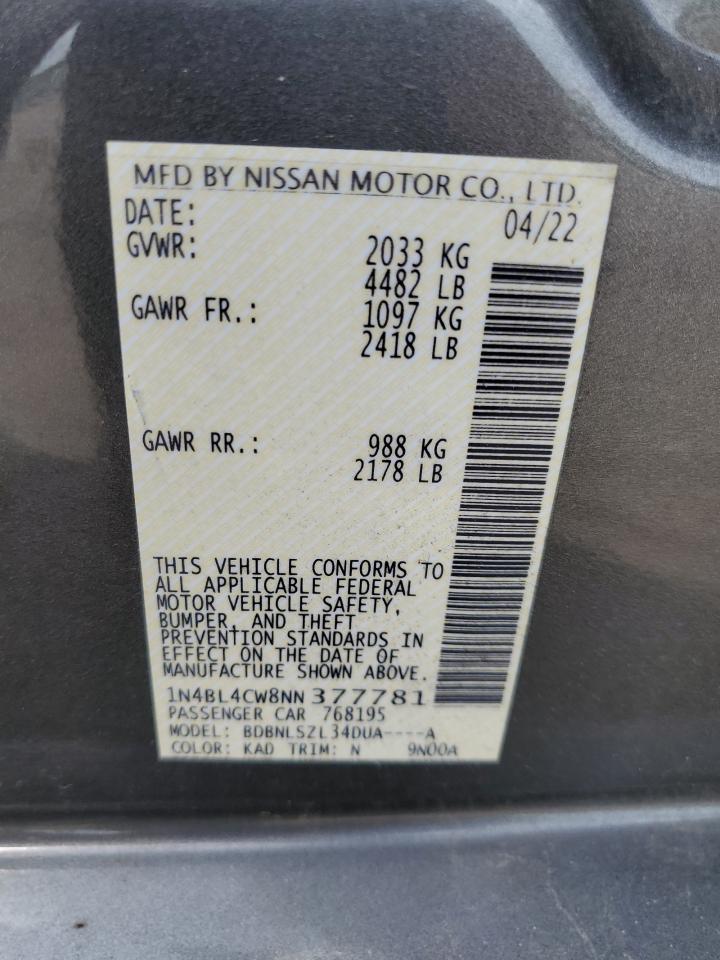 MFD BY NISSAN MOTOR CO., LTD.
DATE: 04/22
GVWR: 2033 KG
4482 LB
GAWR FR.: 1097 KG
2418 LB
GAWR RR.: 988 KG
2178 LB
THIS VEHICLE CONFORMS TO
ALL APPLICABLE FEDERAL
MOTOR VEHICLE SAFETY,
BUMPER, AND THEFT
PREVENTION STANDARDS IN
EFFECT ON THE DATE OF
MANUFACTURE SHOWN ABOVE.
1N4BL4CW8NN377781
PASSENGER CAR 768195
MODEL: BDBNLSZL34DUA----A
COLOR: KAD TRIM: N 9N00A